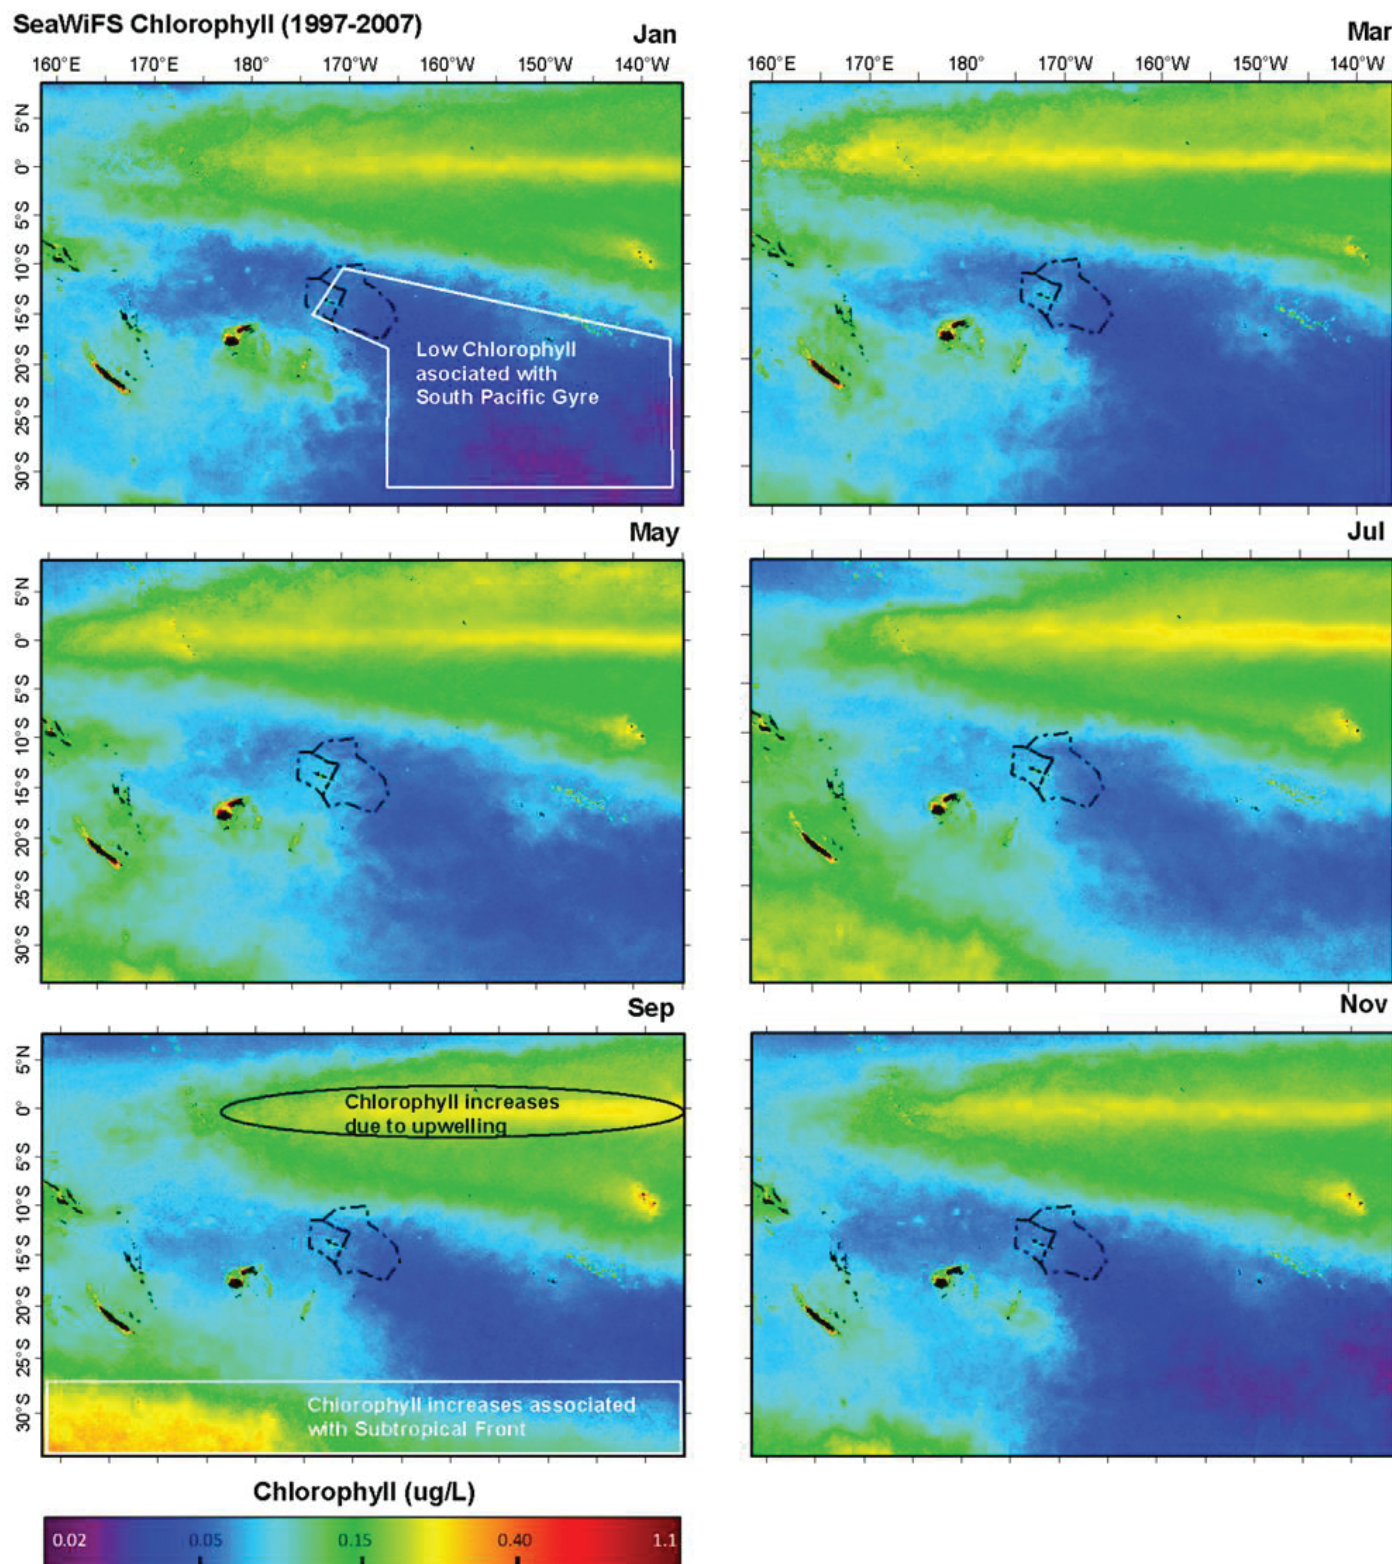 SeaWiFS Chlorophyll (1997-2007)
Jan
Mar
160°E 170°E 180° 170°W 160°W 150°W 140°W
160°E 170°E 180° 170°W 160°W 150°W 140°W
5°N
0°
5°S
10°S
15°S
20°S
25°S
30°S
Low Chlorophyll
asociated with
South Pacific Gyre
May
Jul
5°N
0°
5°S
10°S
15°S
20°S
25°S
30°S
Sep
Nov
5°N
0°
5°S
10°S
15°S
20°S
25°S
30°S
Chlorophyll increases
due to upwelling
Chlorophyll increases associated
with Subtropical Front
Chlorophyll (ug/L)
0.02 0.05 0.15 0.40 1.1